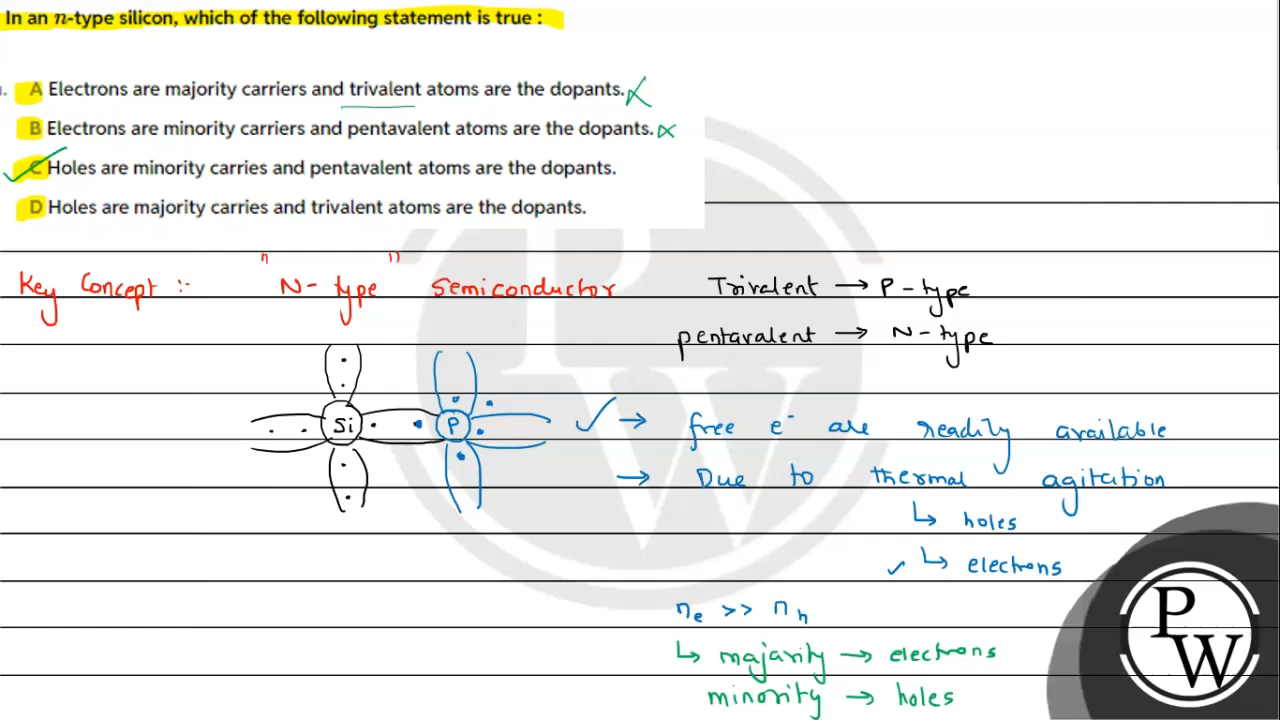 In an n-type silicon, which of the following statement is true :
A Electrons are majority carriers and trivalent atoms are the dopants.
B Electrons are minority carriers and pentavalent atoms are the dopants.
C Holes are minority carries and pentavalent atoms are the dopants.
D Holes are majority carries and trivalent atoms are the dopants.
Key Concept :- "N-type" Semiconductor
Trivalent → P-type
pentavalent → N-type
Si P
→ free e⁻ are readily available
→ Due to thermal agitation
↳ holes
↳ electrons
nₑ >> nₕ
↳ majority → electrons
minority → holes
P
W
PW